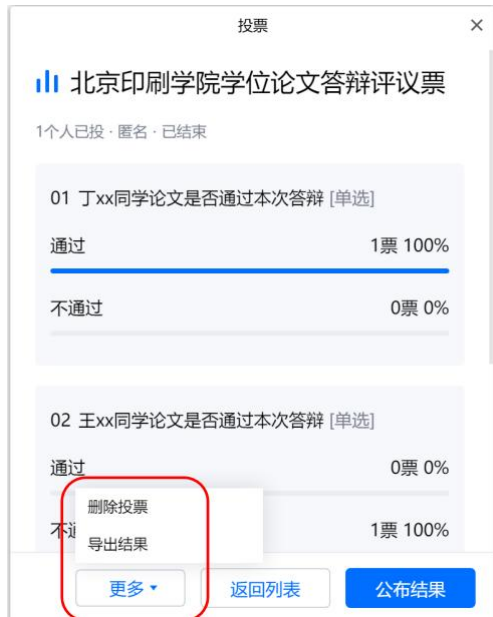 投票
北京印刷学院学位论文答辩评议票
1个人已投 · 匿名 · 已结束
01 丁xx同学论文是否通过本次答辩 [单选]
通过 1票 100%
不通过 0票 0%
02 王xx同学论文是否通过本次答辩 [单选]
通过 0票 0%
删除投票
不通 1票 100%
导出结果
更多 返回列表 公布结果